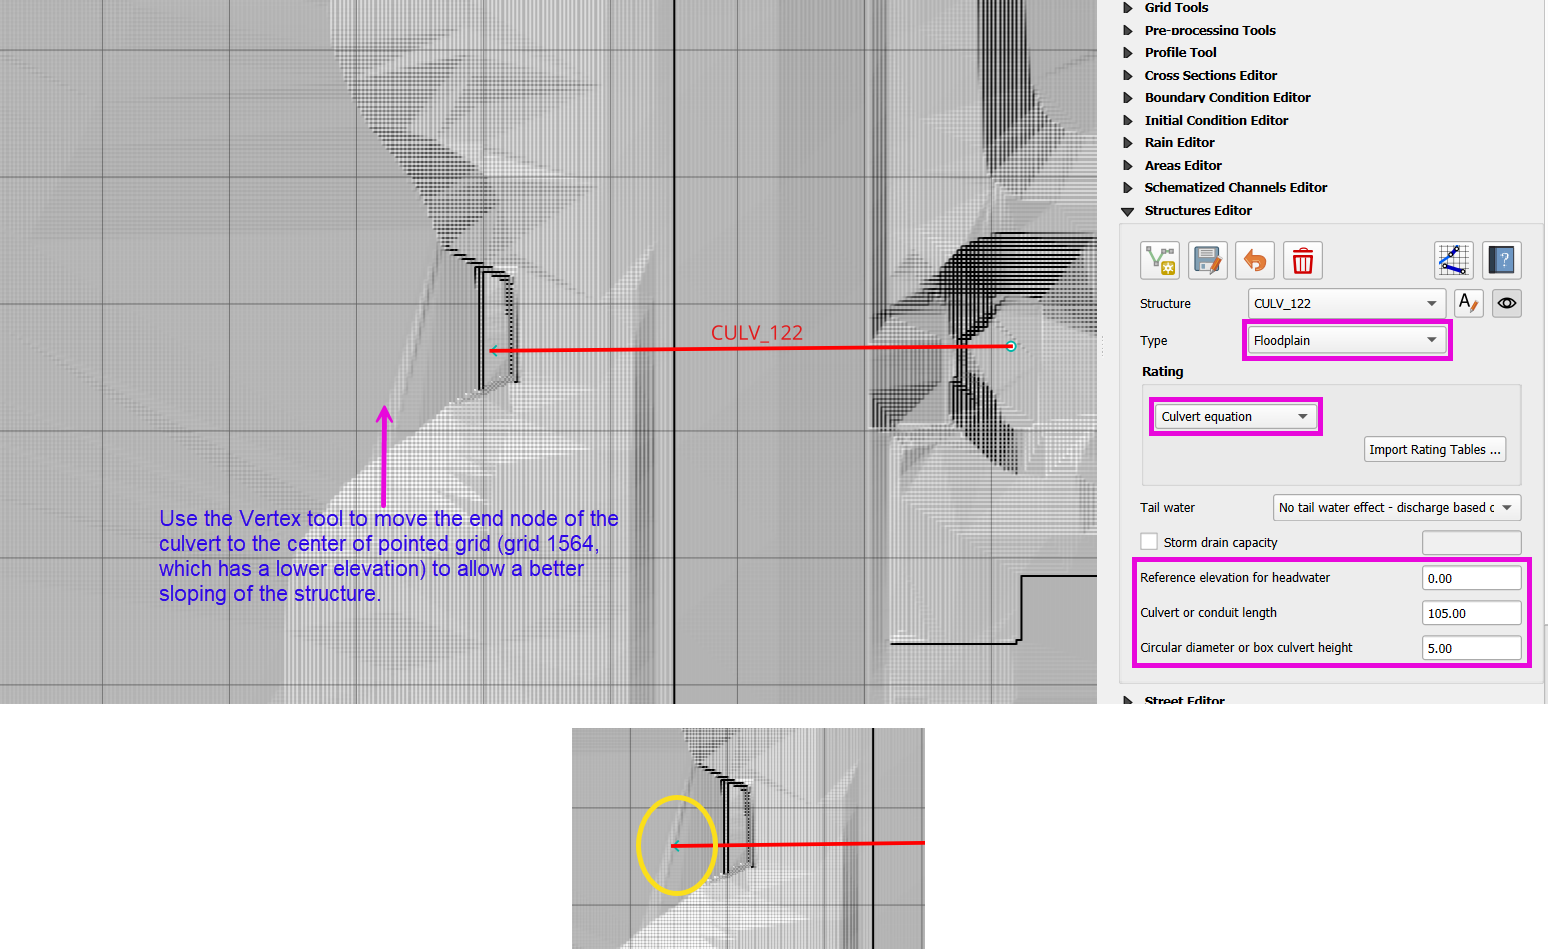 Grid Tools
Pre-processing Tools
Profile Tool
Cross Sections Editor
Boundary Condition Editor
Initial Condition Editor
Rain Editor
Areas Editor
Schematized Channels Editor
Structures Editor
?
Structure
CULV_122
A
Type
Floodplain
Rating
Culvert equation
Import Rating Tables ...
Tail water
No tail water effect - discharge based c
Storm drain capacity
Reference elevation for headwater
0.00
Culvert or conduit length
105.00
Circular diameter or box culvert height
5.00
Street Editor
CULV_122
Use the Vertex tool to move the end node of the
culvert to the center of pointed grid (grid 1564,
which has a lower elevation) to allow a better
sloping of the structure.